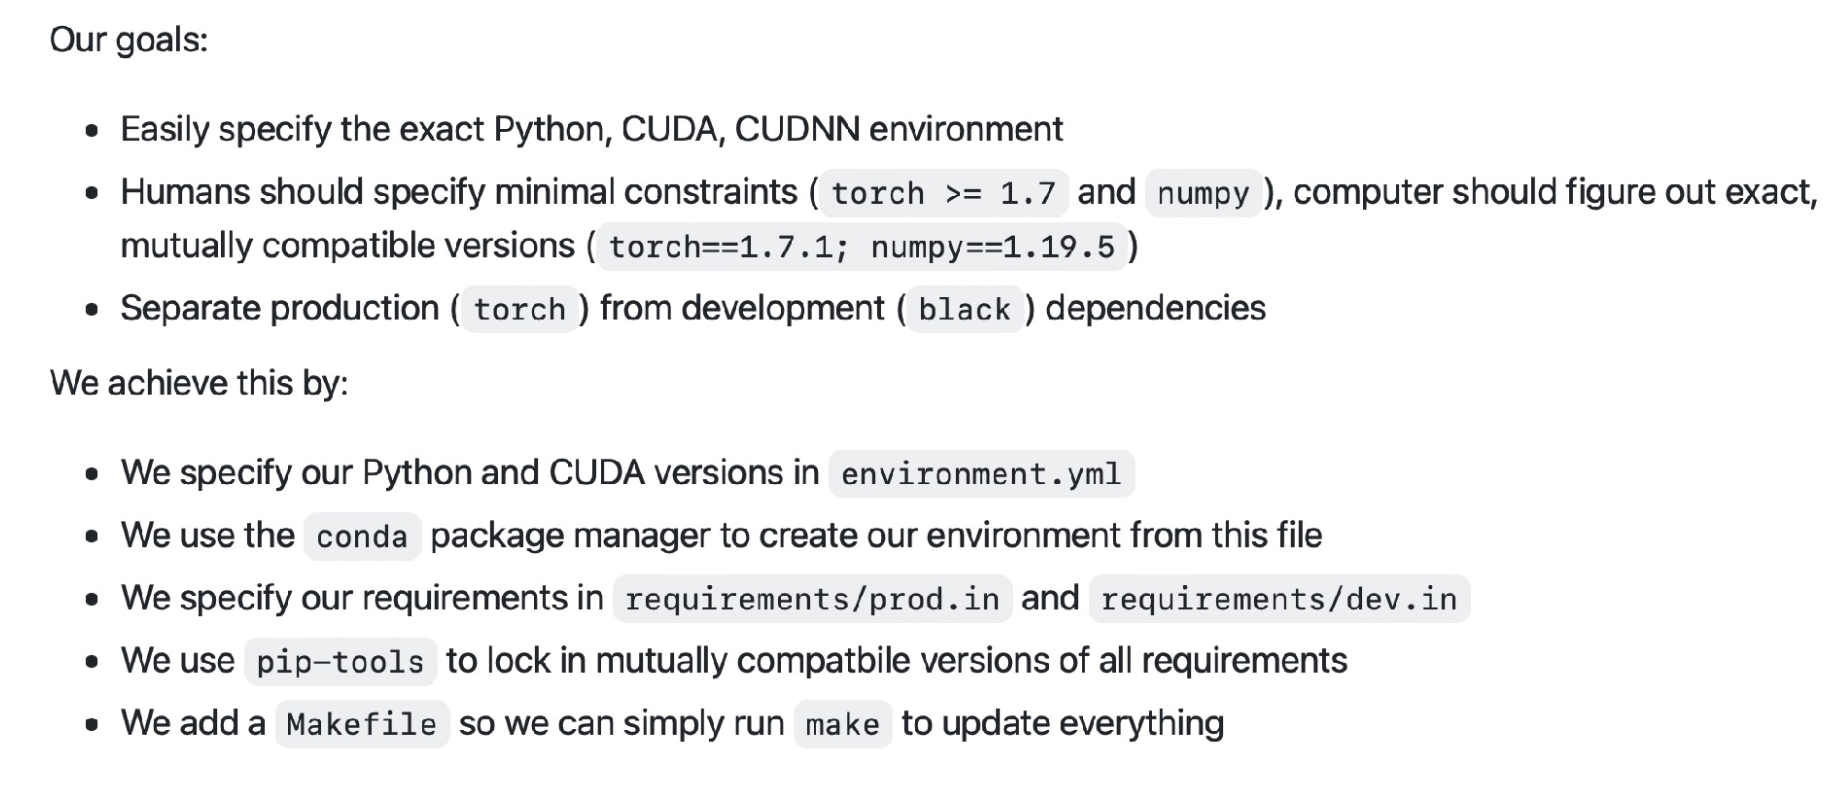 Our goals:
• Easily specify the exact Python, CUDA, CUDNN environment
• Humans should specify minimal constraints ( torch >= 1.7 and numpy ), computer should figure out exact,
mutually compatible versions ( torch==1.7.1; numpy==1.19.5 )
• Separate production ( torch ) from development ( black ) dependencies
We achieve this by:
• We specify our Python and CUDA versions in environment.yml
• We use the conda package manager to create our environment from this file
• We specify our requirements in requirements/prod.in and requirements/dev.in
• We use pip-tools to lock in mutually compatbile versions of all requirements
• We add a Makefile so we can simply run make to update everything